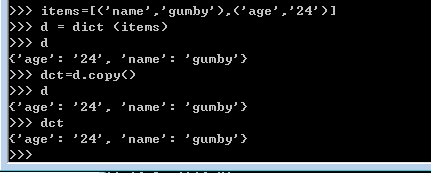 >>> items=[('name','gumby'),('age','24')]
>>> d = dict (items)
>>> d
{'age': '24', 'name': 'gumby'}
>>> dct=d.copy()
>>> d
{'age': '24', 'name': 'gumby'}
>>> dct
{'age': '24', 'name': 'gumby'}
>>>